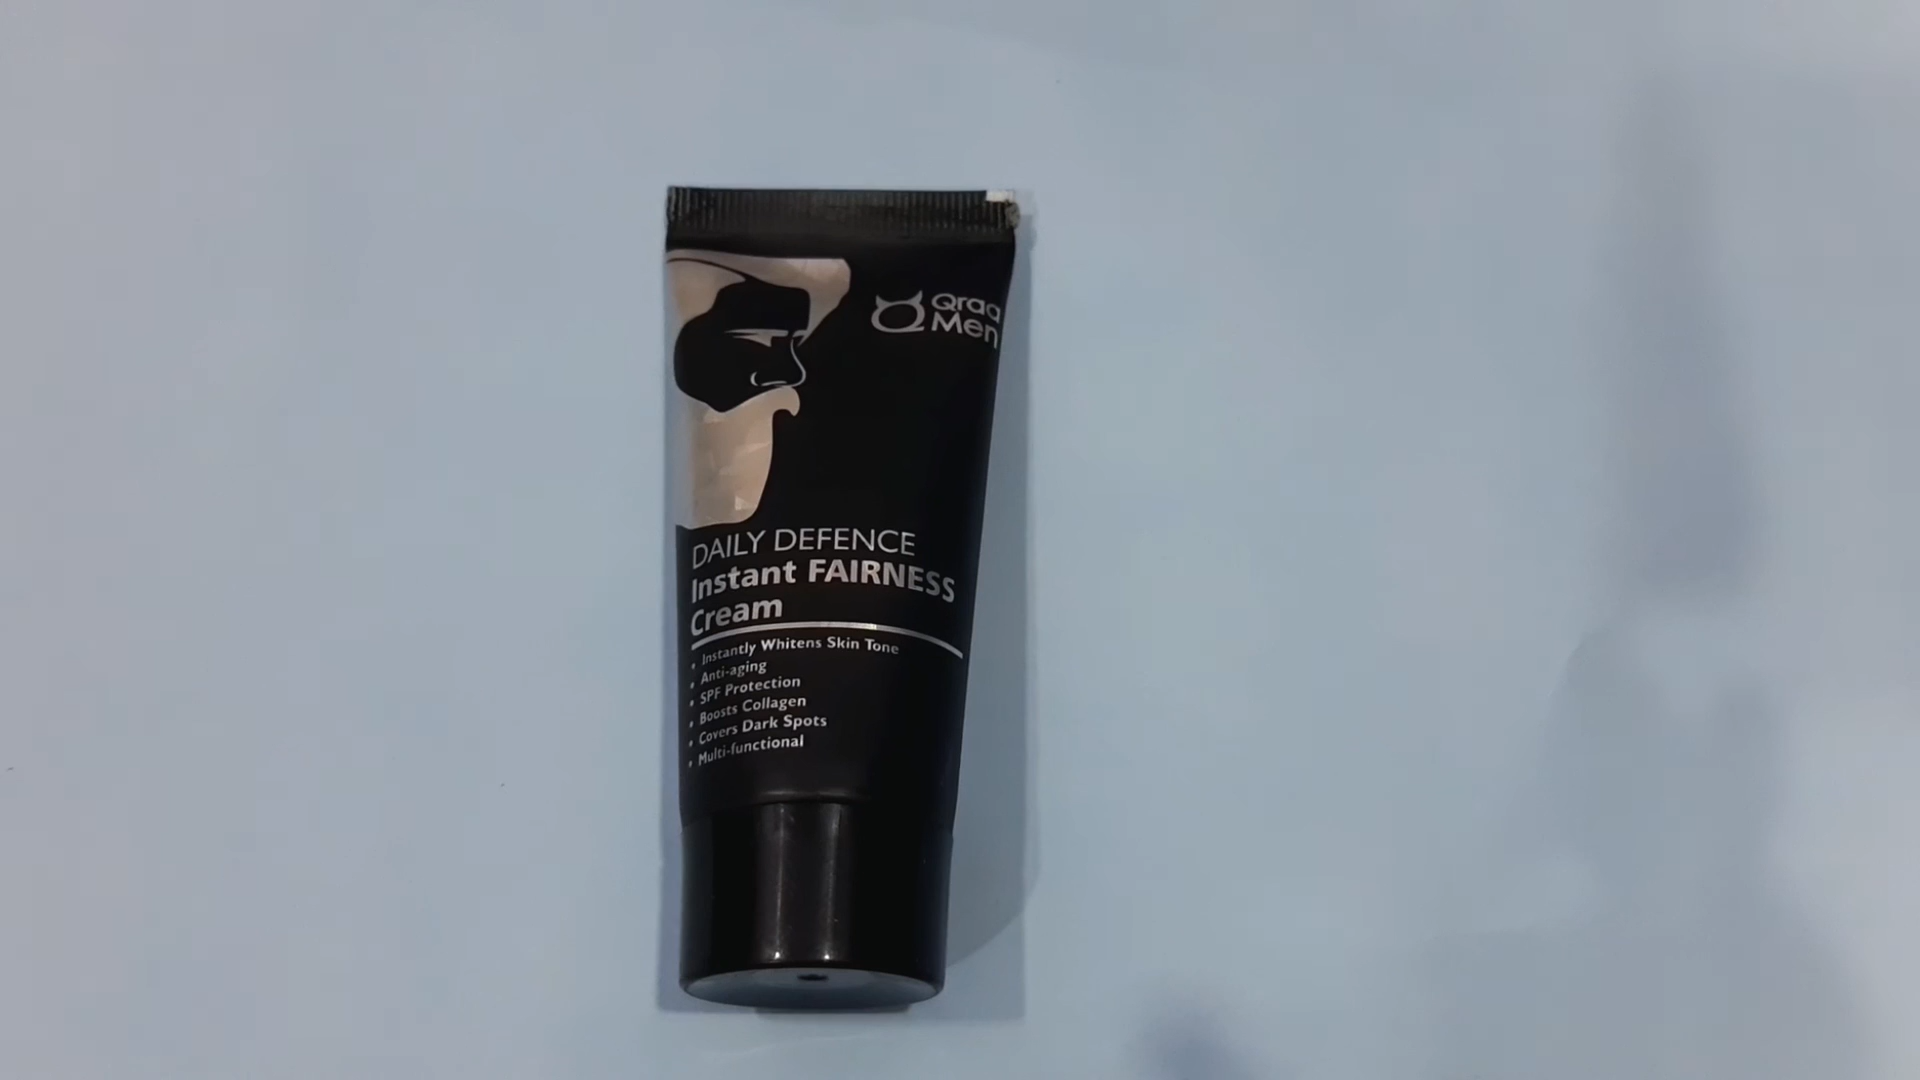 Qraa
Men
DAILY DEFENCE
Instant FAIRNESS
Cream
• Instantly Whitens Skin Tone
• Anti-aging
• SPF Protection
• Boosts Collagen
• Covers Dark Spots
• Multi-functional